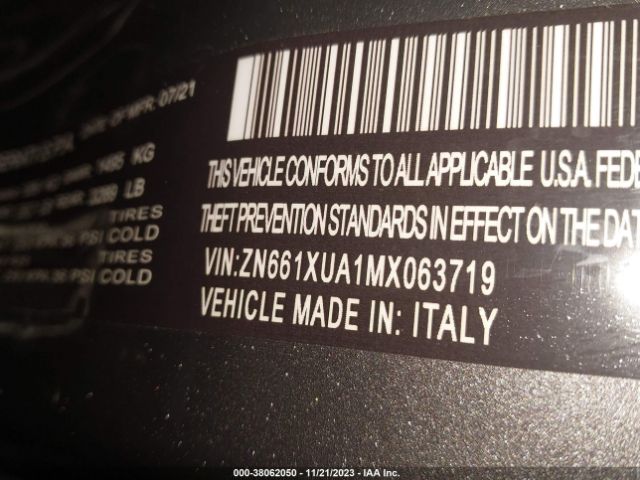 DATE OF MFR: 07/21
KG
LB
TIRES
PSI COLD
TIRES
PSI COLD
THIS VEHICLE CONFORMS TO ALL APPLICABLE U.S.A. FEDE
THEFT PREVENTION STANDARDS IN EFFECT ON THE DAT
VIN:ZN661XUA1MX063719
VEHICLE MADE IN: ITALY
000-38062050 - 11/21/2023 - IAA Inc.